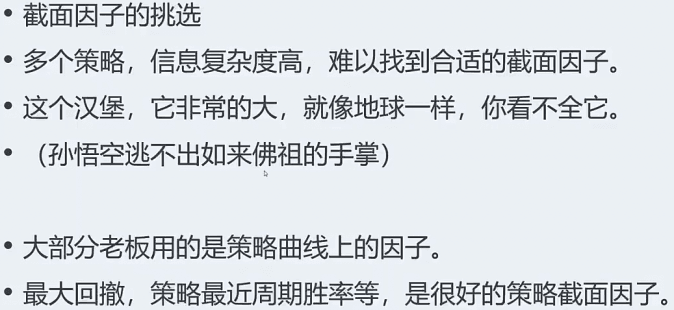 • 截面因子的挑选
• 多个策略，信息复杂度高，难以找到合适的截面因子。
• 这个汉堡，它非常的大，就像地球一样，你看不全它。
• （孙悟空逃不出如来佛祖的手掌）
• 大部分老板用的是策略曲线上的因子。
• 最大回撤，策略最近周期胜率等，是很好的策略截面因子。